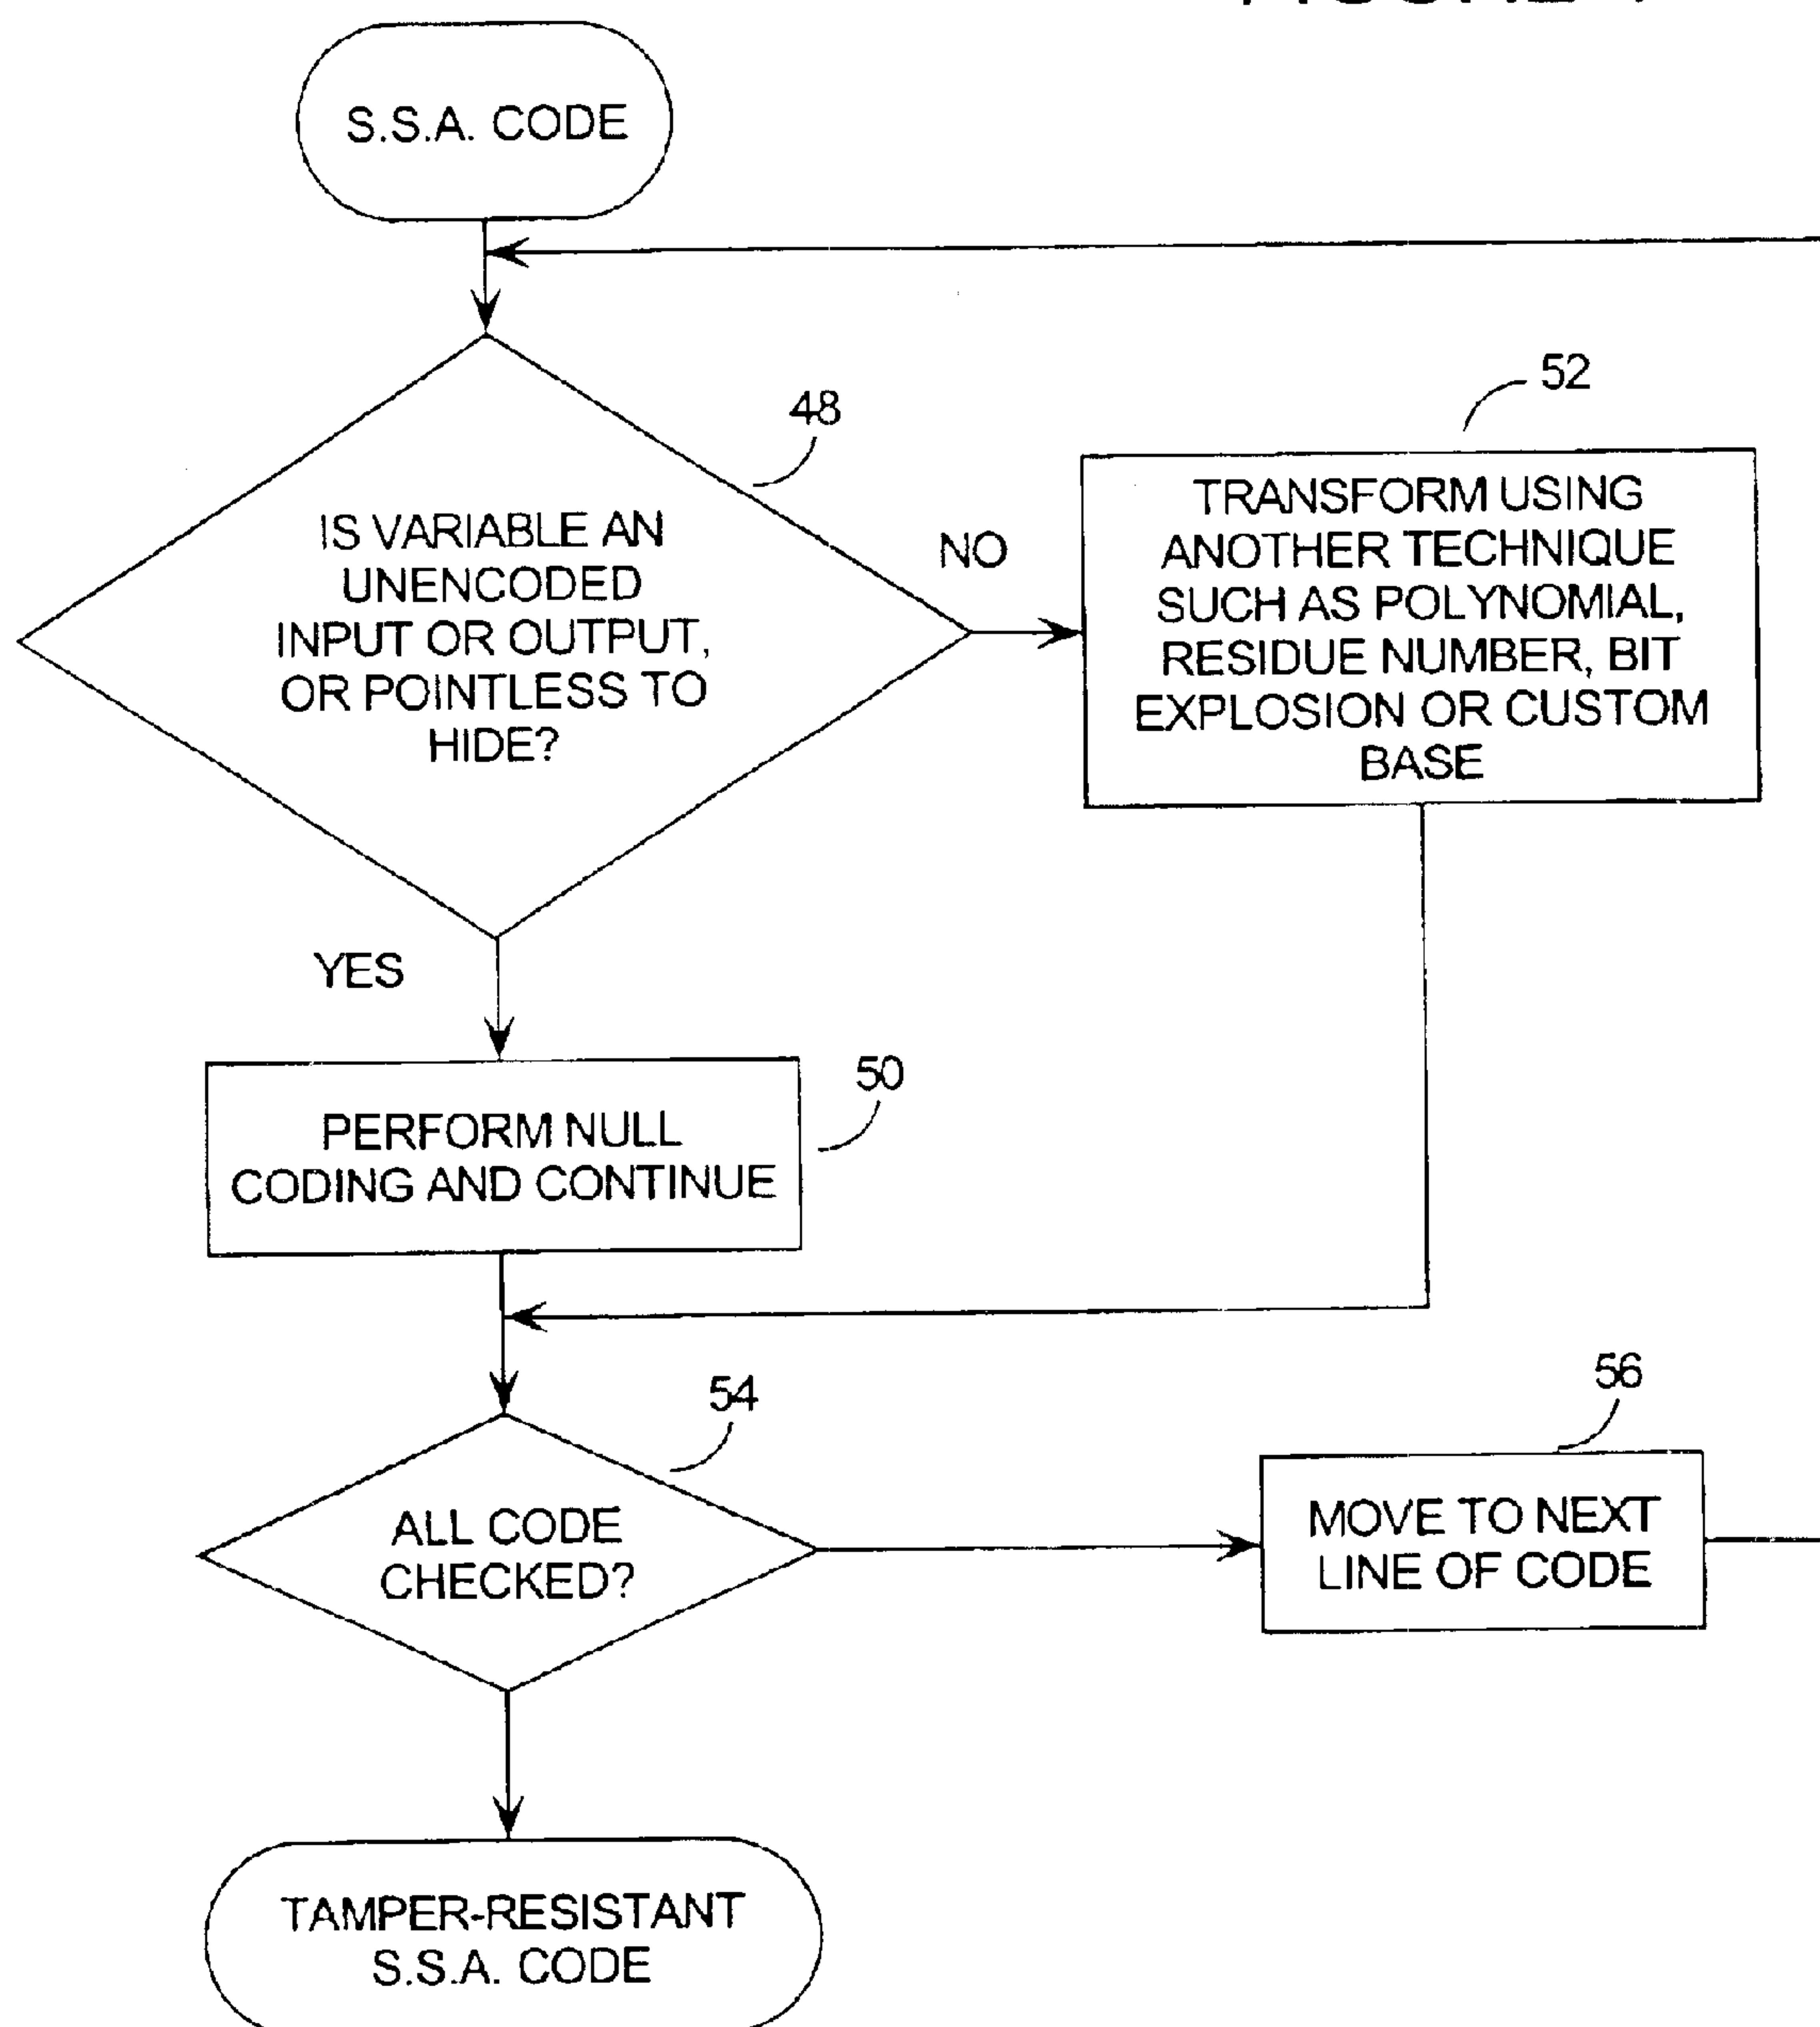 S.S.A. CODE
48
IS VARIABLE AN
UNENCODED
INPUT OR OUTPUT,
OR POINTLESS TO
HIDE?
NO
52
TRANSFORM USING
ANOTHER TECHNIQUE
SUCH AS POLYNOMIAL,
RESIDUE NUMBER, BIT
EXPLOSION OR CUSTOM
BASE
YES
50
PERFORM NULL
CODING AND CONTINUE
54
ALL CODE
CHECKED?
56
MOVE TO NEXT
LINE OF CODE
TAMPER-RESISTANT
S.S.A. CODE